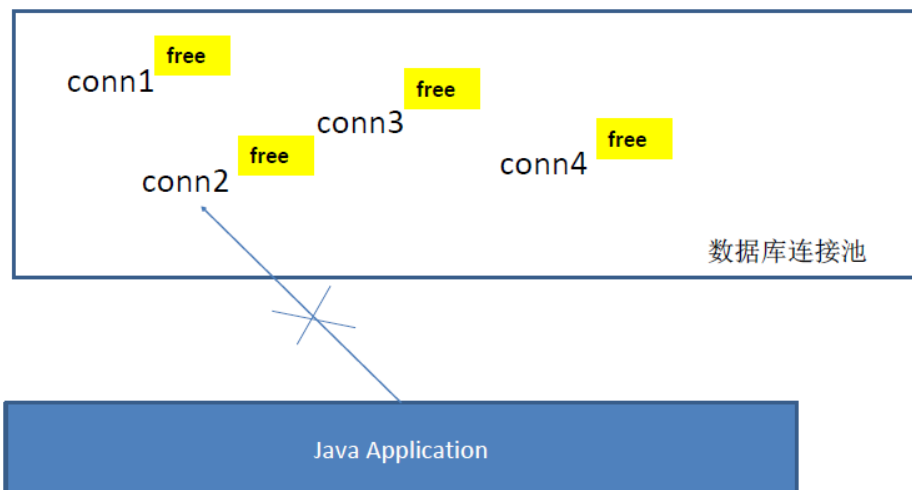 free
conn1
free
conn3
free
conn2
free
conn4
数据库连接池
Java Application